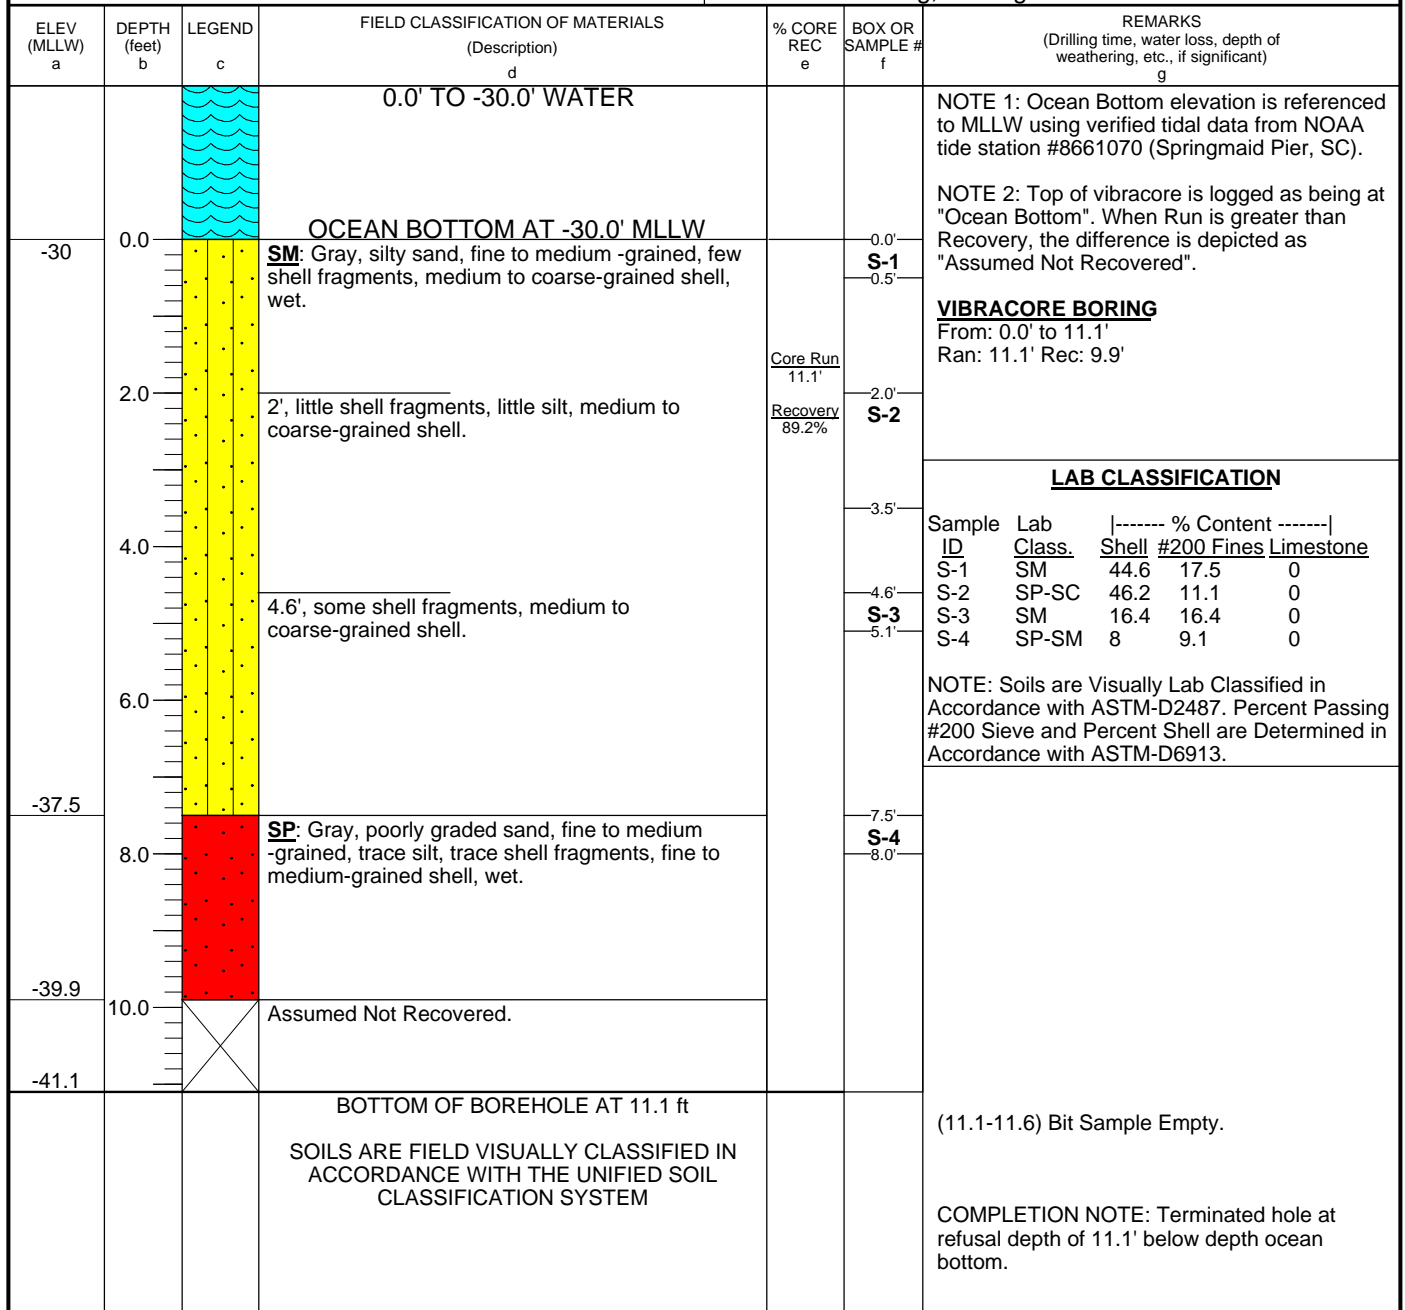 ELEV (MLLW) a
DEPTH (feet) b
LEGEND c
FIELD CLASSIFICATION OF MATERIALS
(Description)
d
% CORE REC e
BOX OR SAMPLE # f
REMARKS
(Drilling time, water loss, depth of
weathering, etc., if significant)
g
0.0' TO -30.0' WATER
OCEAN BOTTOM AT -30.0' MLLW
-30
0.0
SM: Gray, silty sand, fine to medium -grained, few
shell fragments, medium to coarse-grained shell,
wet.
2.0
2', little shell fragments, little silt, medium to
coarse-grained shell.
4.0
4.6', some shell fragments, medium to
coarse-grained shell.
6.0
-37.5
SP: Gray, poorly graded sand, fine to medium
-grained, trace silt, trace shell fragments, fine to
medium-grained shell, wet.
8.0
-39.9
10.0
Assumed Not Recovered.
-41.1
BOTTOM OF BOREHOLE AT 11.1 ft
SOILS ARE FIELD VISUALLY CLASSIFIED IN
ACCORDANCE WITH THE UNIFIED SOIL
CLASSIFICATION SYSTEM
Core Run
11.1'
Recovery
89.2%
0.0'
S-1
0.5'
2.0'
S-2
3.5'
4.6'
S-3
5.1'
7.5'
S-4
8.0'
NOTE 1: Ocean Bottom elevation is referenced
to MLLW using verified tidal data from NOAA
tide station #8661070 (Springmaid Pier, SC).
NOTE 2: Top of vibracore is logged as being at
"Ocean Bottom". When Run is greater than
Recovery, the difference is depicted as
"Assumed Not Recovered".
VIBRACORE BORING
From: 0.0' to 11.1'
Ran: 11.1' Rec: 9.9'
LAB CLASSIFICATION
Sample Lab |------- % Content -------|
ID Class. Shell #200 Fines Limestone
S-1 SM 44.6 17.5 0
S-2 SP-SC 46.2 11.1 0
S-3 SM 16.4 16.4 0
S-4 SP-SM 8 9.1 0
NOTE: Soils are Visually Lab Classified in
Accordance with ASTM-D2487. Percent Passing
#200 Sieve and Percent Shell are Determined in
Accordance with ASTM-D6913.
(11.1-11.6) Bit Sample Empty.
COMPLETION NOTE: Terminated hole at
refusal depth of 11.1' below depth ocean
bottom.